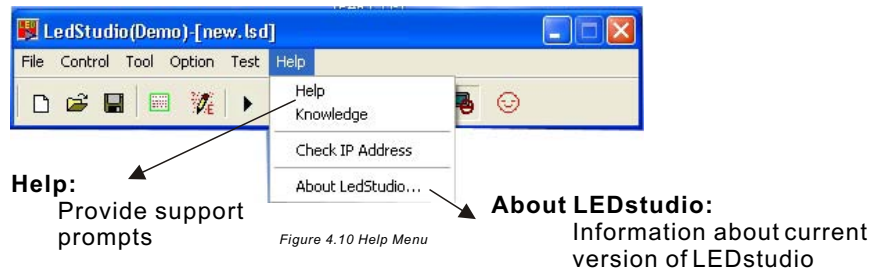 LedStudio(Demo)-[new.lsd]
File Control Tool Option Test Help
Help
Knowledge
Check IP Address
About LedStudio...
Help:
Provide support
prompts
Figure 4.10 Help Menu
About LEDstudio:
Information about current
version of LEDstudio